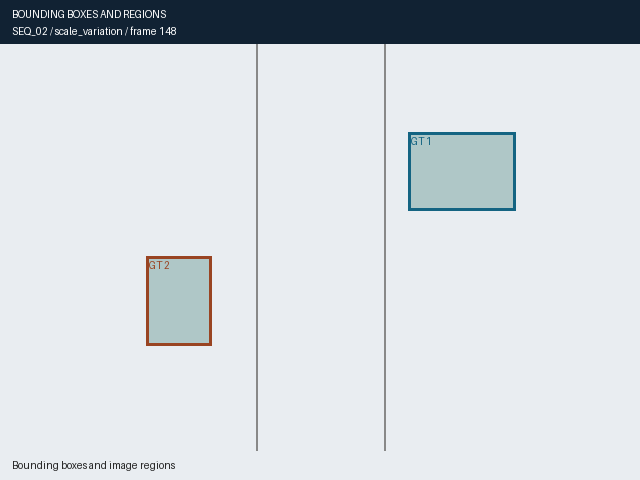 BOUNDING BOXES AND REGIONS
SEQ_02 / scale_variation / frame 148
GT1
GT2
Bounding boxes and image regions